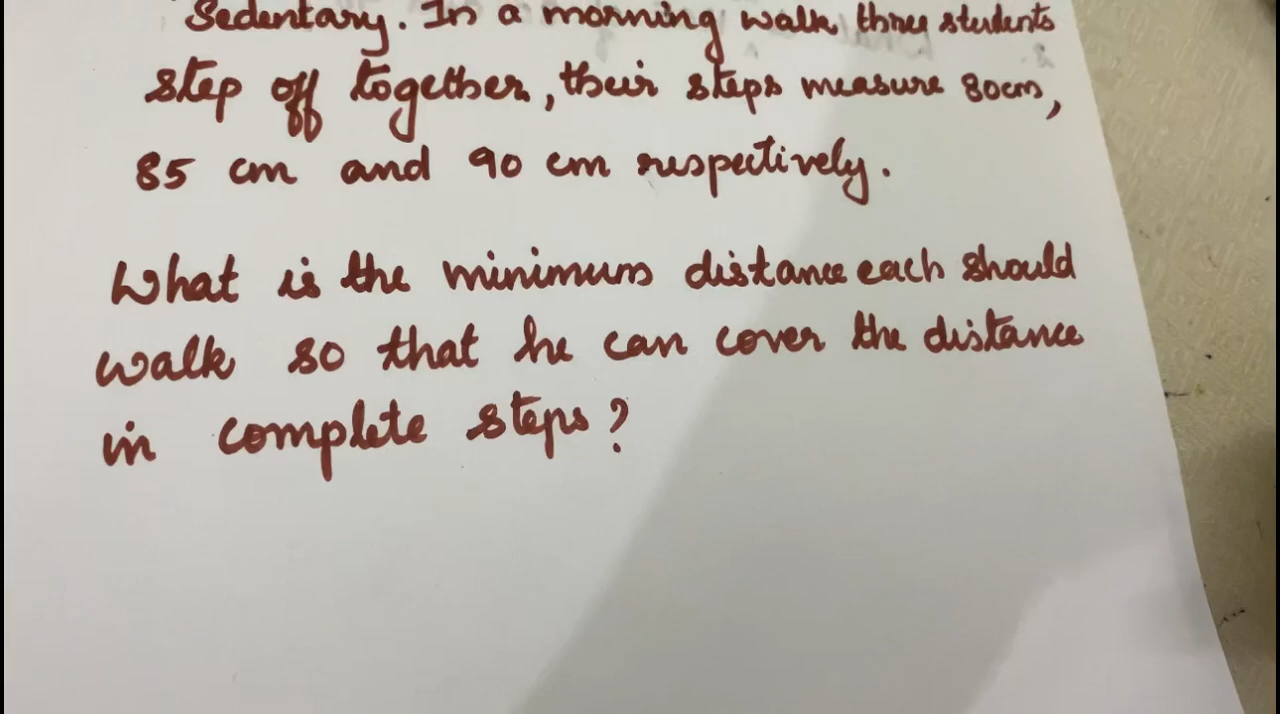 Sedentary. In a morning walk three students
step off together, their steps measure 80cm,
85 cm and 90 cm respectively.
What is the minimum distance each should
walk so that he can cover the distance
in complete steps?